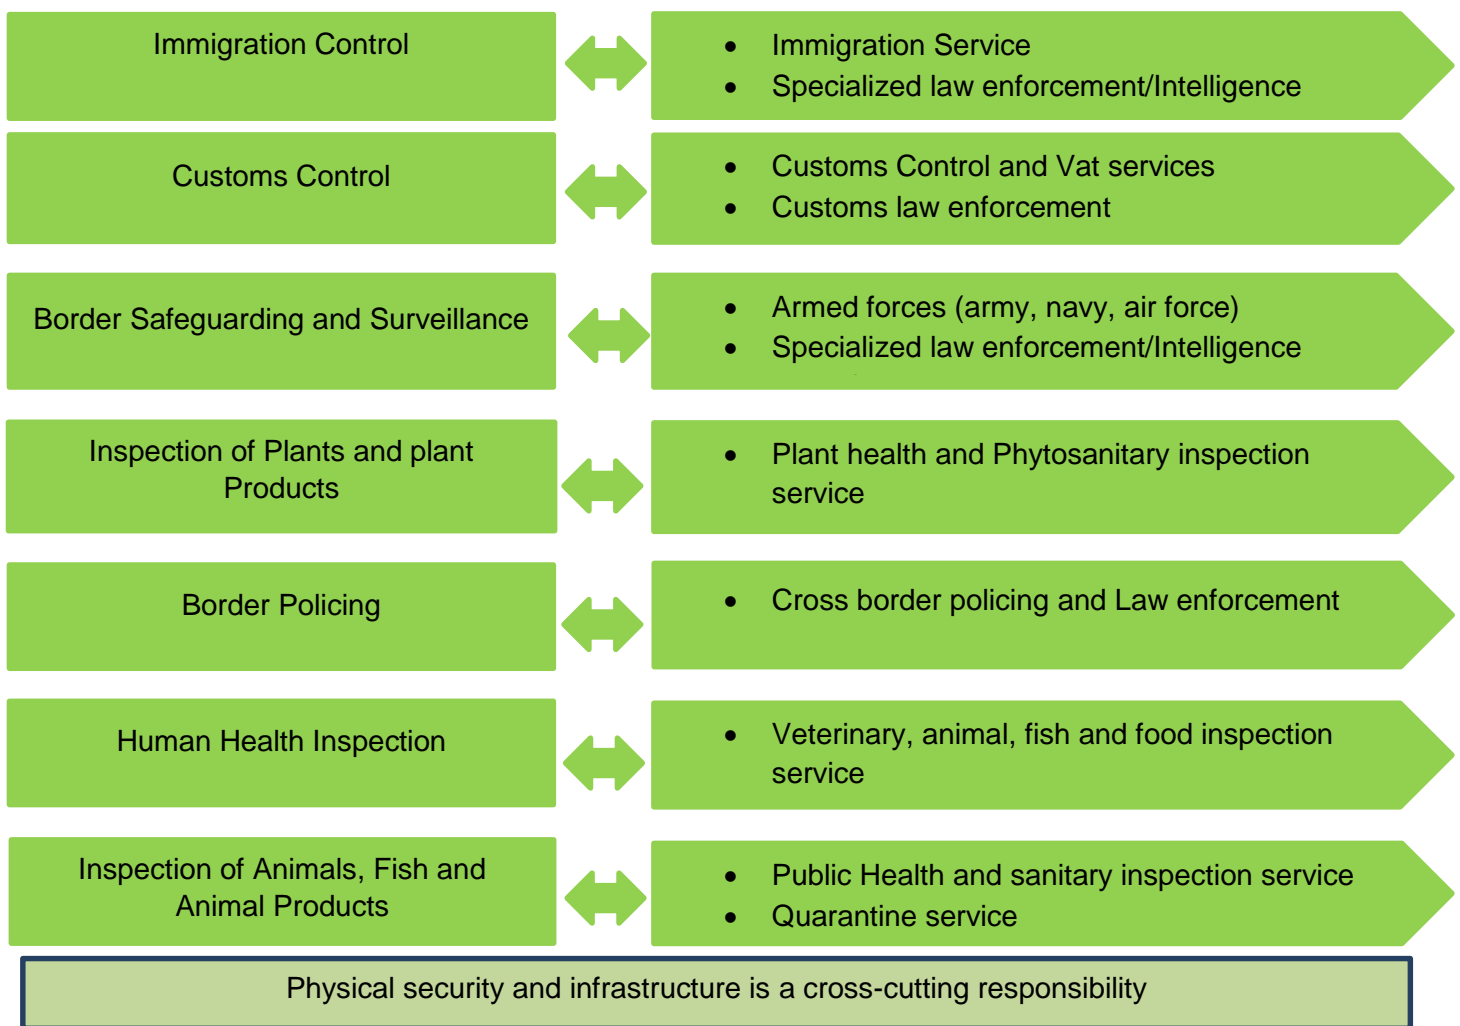 Immigration Control
• Immigration Service
• Specialized law enforcement/Intelligence
Customs Control
• Customs Control and Vat services
• Customs law enforcement
Border Safeguarding and Surveillance
• Armed forces (army, navy, air force)
• Specialized law enforcement/Intelligence
Inspection of Plants and plant
Products
• Plant health and Phytosanitary inspection
service
Border Policing
• Cross border policing and Law enforcement
Human Health Inspection
• Veterinary, animal, fish and food inspection
service
Inspection of Animals, Fish and
Animal Products
• Public Health and sanitary inspection service
• Quarantine service
Physical security and infrastructure is a cross-cutting responsibility